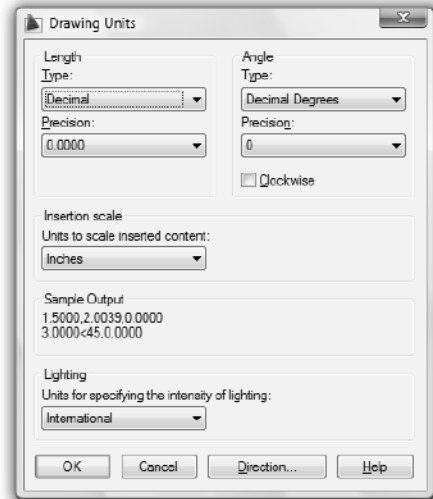 Drawing Units
Length
Type:
Decimal
Precision:
0.0000
Angle
Type:
Decimal Degrees
Precision:
0
Clockwise
Insertion scale
Units to scale inserted content:
Inches
Sample Output
1.5000,2.0039,0.0000
3.0000<45,0.0000
Lighting
Units for specifying the intensity of lighting:
International
OK
Cancel
Direction...
Help